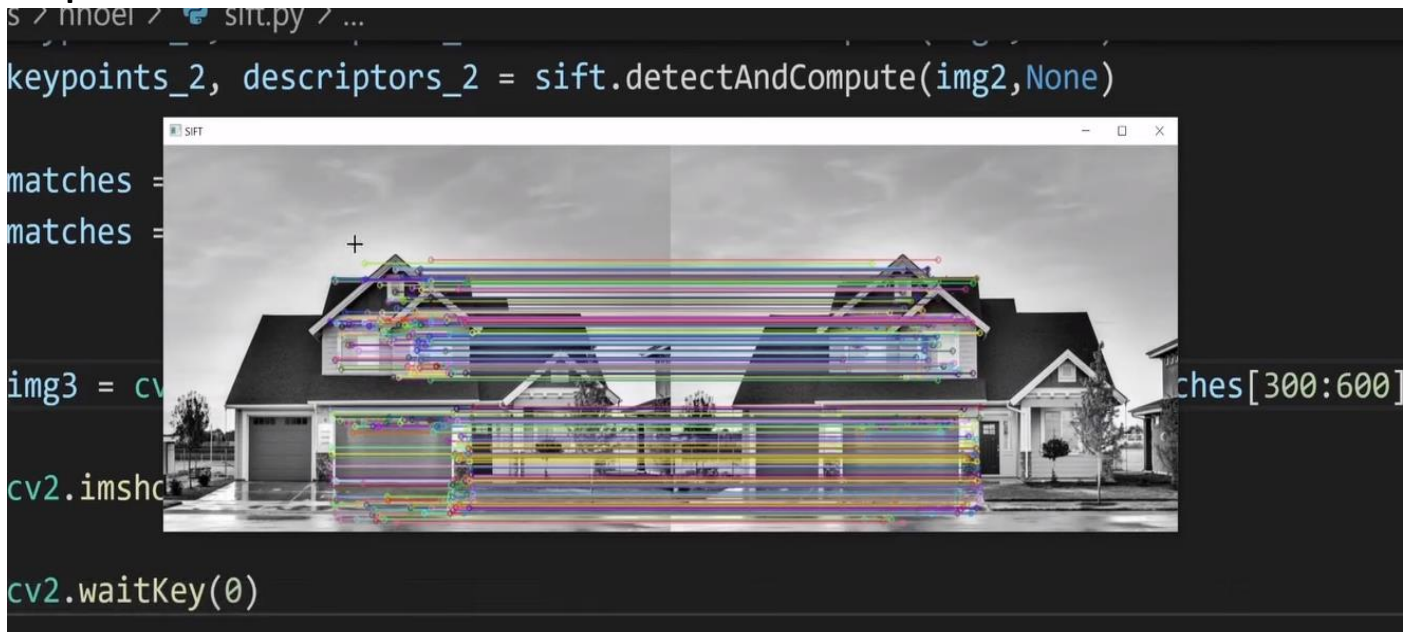 s > nnoel > sift.py > ...
keypoints_2, descriptors_2 = sift.detectAndCompute(img2,None)
SIFT
matches =
matches =
img3 = cv
ches[300:600]
cv2.imsho
cv2.waitKey(0)